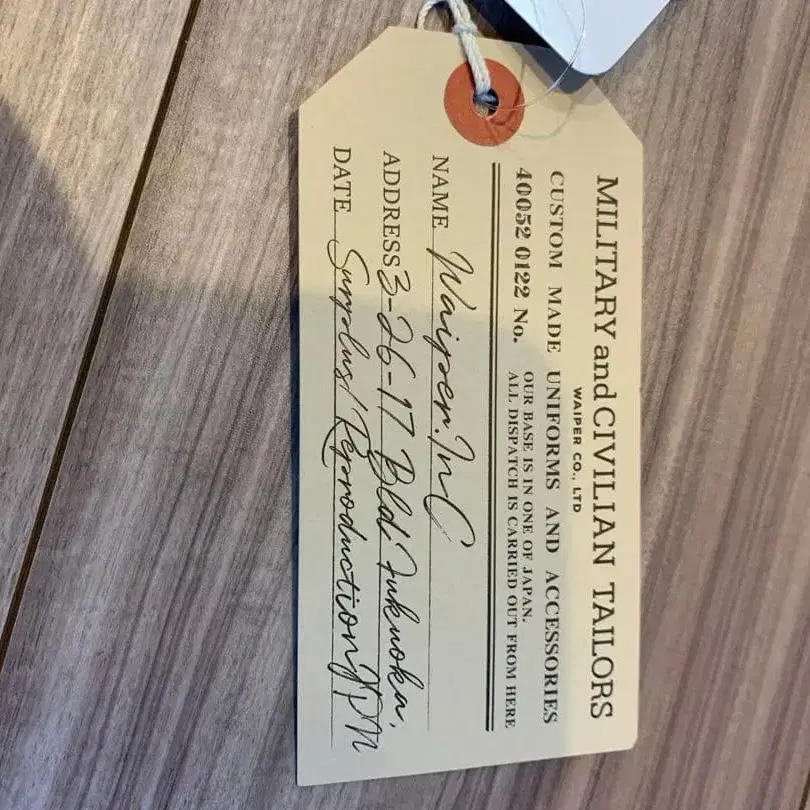 MILITARY and CIVILIAN TAILORS
WAIPER CO., LTD
CUSTOM MADE UNIFORMS AND ACCESSORIES
40052 0122 No.
OUR BASE IS IN ONE OF JAPAN.
ALL DISPATCH IS CARRIED OUT FROM HERE
NAME Waiper.InC
ADDRESS 3-26-17 Bld. Fukuoka,
DATE Surplus/Reproduction JPN